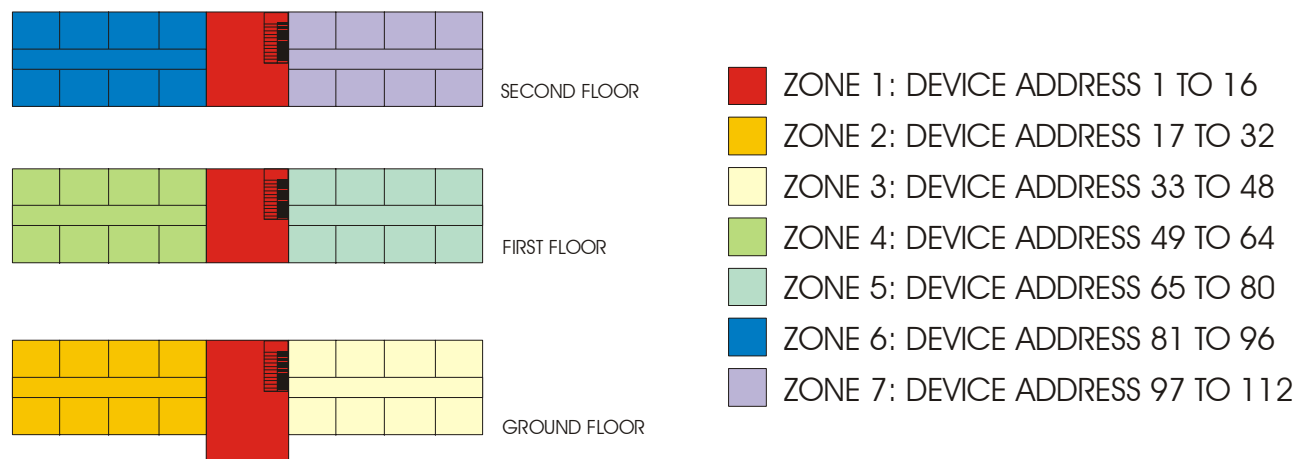 SECOND FLOOR
FIRST FLOOR
GROUND FLOOR
ZONE 1: DEVICE ADDRESS 1 TO 16
ZONE 2: DEVICE ADDRESS 17 TO 32
ZONE 3: DEVICE ADDRESS 33 TO 48
ZONE 4: DEVICE ADDRESS 49 TO 64
ZONE 5: DEVICE ADDRESS 65 TO 80
ZONE 6: DEVICE ADDRESS 81 TO 96
ZONE 7: DEVICE ADDRESS 97 TO 112